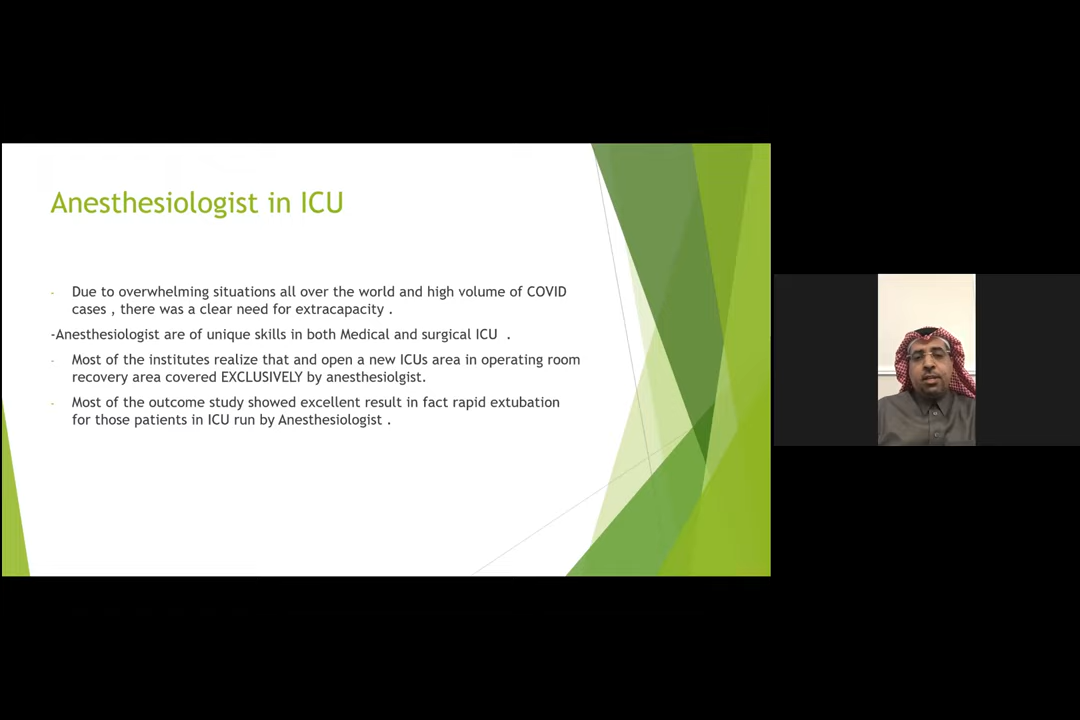 Anesthesiologist in ICU
- Due to overwhelming situations all over the world and high volume of COVID
cases , there was a clear need for extracapacity .
-Anesthesiologist are of unique skills in both Medical and surgical ICU .
- Most of the institutes realize that and open a new ICUs area in operating room
recovery area covered EXCLUSIVELY by anesthesiolgist.
- Most of the outcome study showed excellent result in fact rapid extubation
for those patients in ICU run by Anesthesiologist .